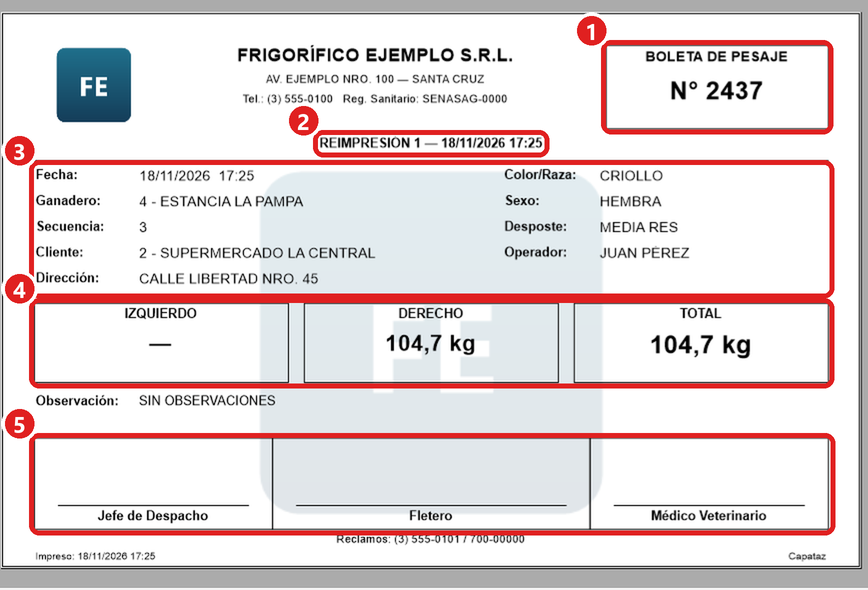 1
FE
FRIGORÍFICO EJEMPLO S.R.L.
AV. EJEMPLO NRO. 100 — SANTA CRUZ
Tel.: (3) 555-0100 Reg. Sanitario: SENASAG-0000
BOLETA DE PESAJE
N° 2437
2
REIMPRESION 1 — 18/11/2026 17:25
3
Fecha: 18/11/2026 17:25 Color/Raza: CRIOLLO
Ganadero: 4 - ESTANCIA LA PAMPA Sexo: HEMBRA
Secuencia: 3 Desposte: MEDIA RES
Cliente: 2 - SUPERMERCADO LA CENTRAL Operador: JUAN PÉREZ
Dirección: CALLE LIBERTAD NRO. 45
4
IZQUIERDO DERECHO TOTAL
— 104,7 kg 104,7 kg
FE
Observación: SIN OBSERVACIONES
5
Jefe de Despacho Fletero Médico Veterinario
Reclamos: (3) 555-0101 / 700-00000
Impreso: 18/11/2026 17:25 Capataz